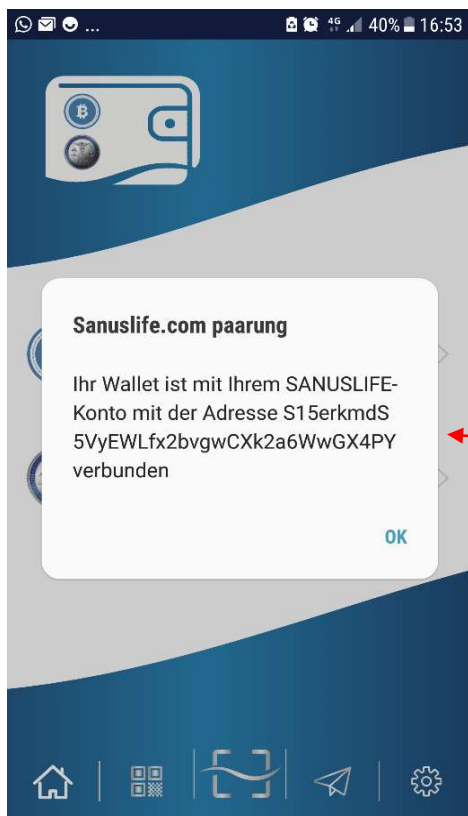 ... 4G 40% 16:53
Sanuslife.com paarung
Ihr Wallet ist mit Ihrem SANUSLIFE-
Konto mit der Adresse S15erkmdS
5VyEWLfx2bvgwCXk2a6WwGX4PY
verbunden
OK